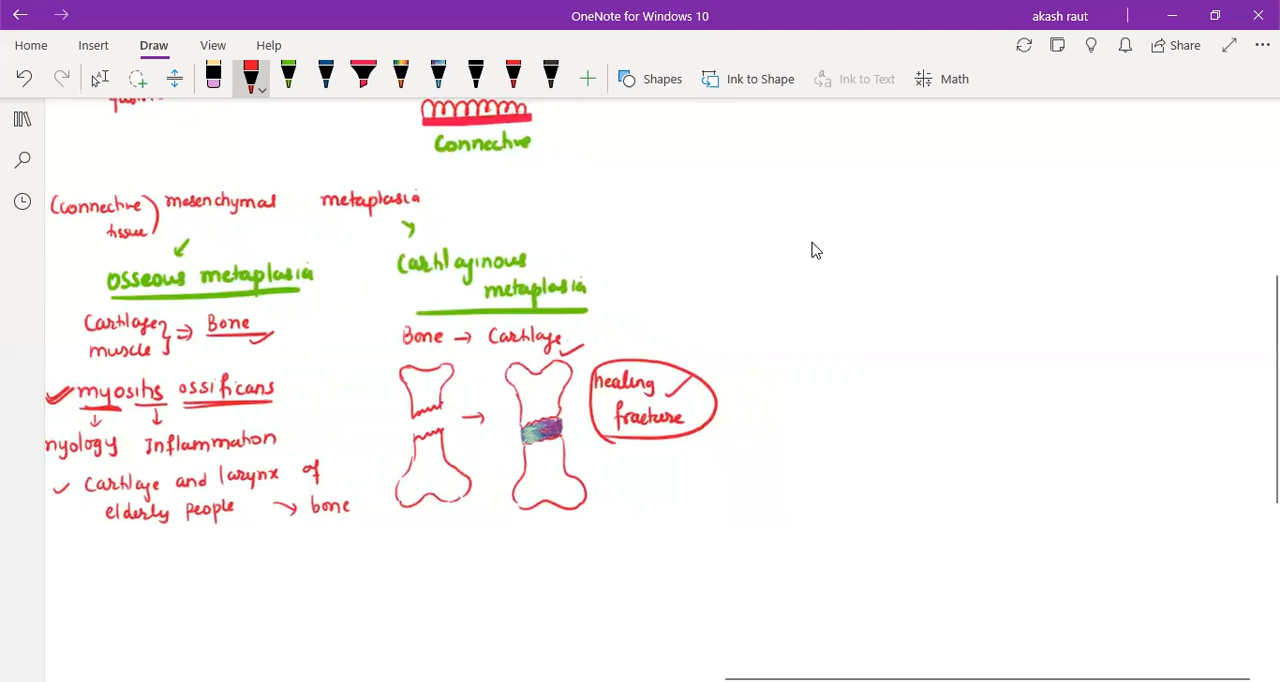 OneNote for Windows 10
akash raut
Home Insert Draw View Help
Share
Shapes Ink to Shape Ink to Text Math
Connective
(connective tissue) mesenchymal metaplasia
osseous metaplasia
Cartilage
muscle } => Bone
myositis ossificans
myology Inflammation
Cartilage and larynx of
elderly people → bone
Cartilaginous
metaplasia
Bone → Cartilage
healing
fracture